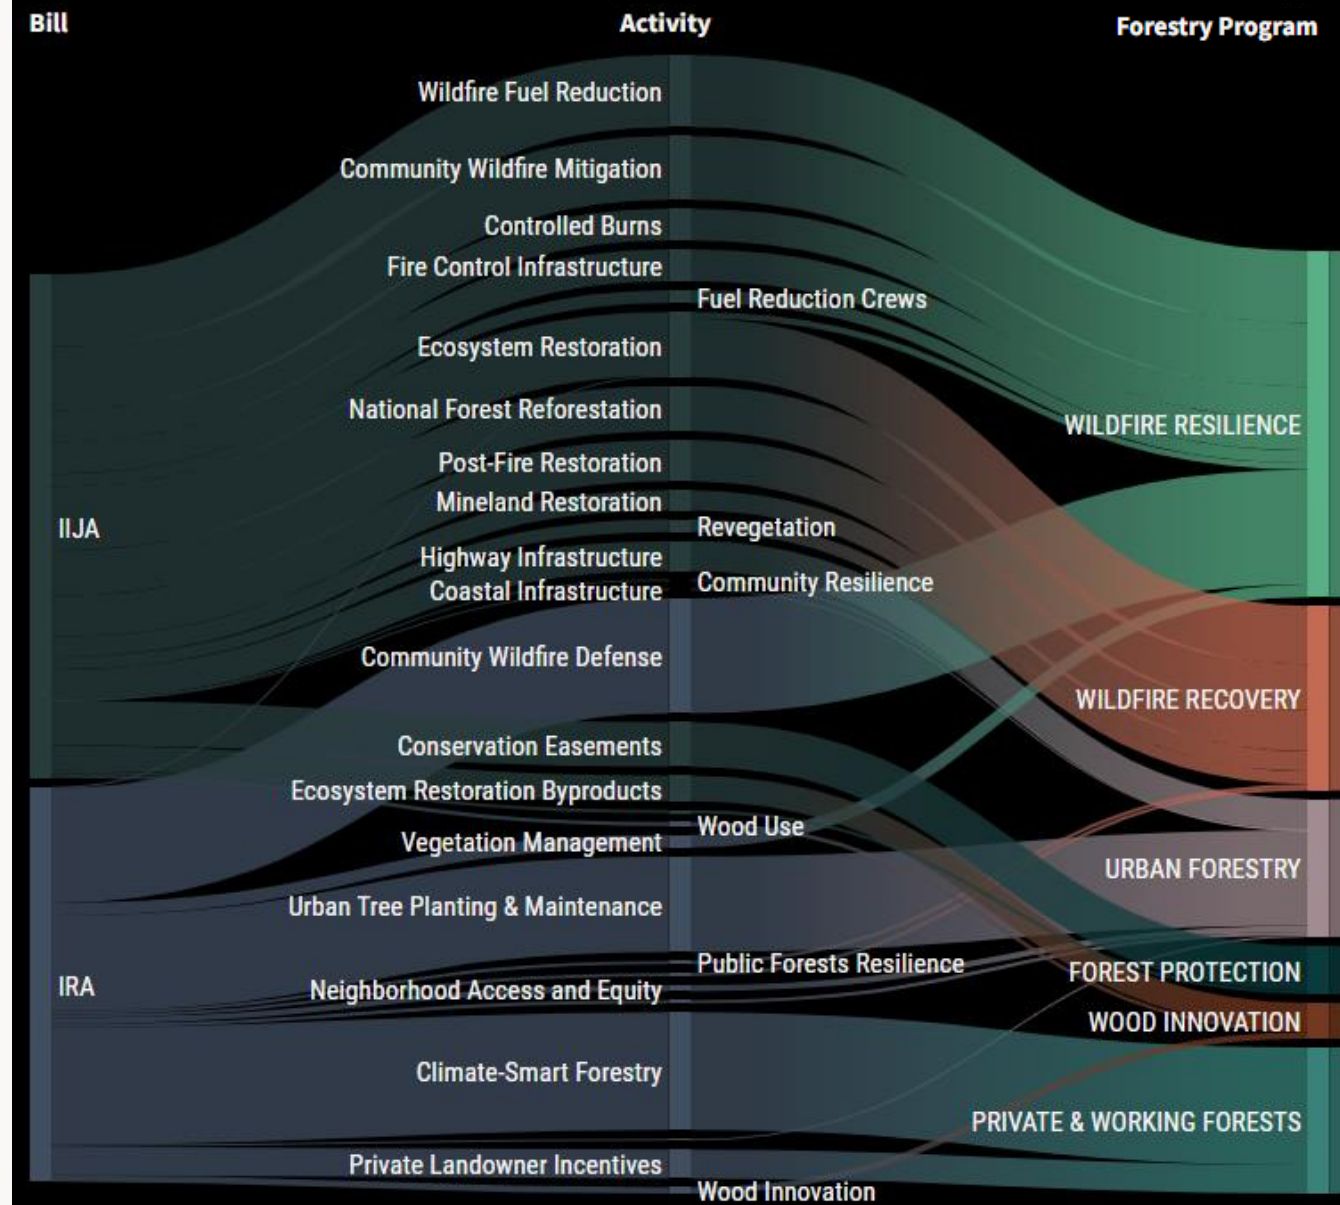 Bill
Activity
Forestry Program
Wildfire Fuel Reduction
Community Wildfire Mitigation
Controlled Burns
Fire Control Infrastructure
Fuel Reduction Crews
Ecosystem Restoration
National Forest Reforestation
WILDFIRE RESILIENCE
Post-Fire Restoration
Mineland Restoration
IIJA
Revegetation
Highway Infrastructure
Community Resilience
Coastal Infrastructure
Community Wildfire Defense
WILDFIRE RECOVERY
Conservation Easements
Ecosystem Restoration Byproducts
Wood Use
Vegetation Management
URBAN FORESTRY
Urban Tree Planting & Maintenance
Public Forests Resilience
FOREST PROTECTION
IRA
Neighborhood Access and Equity
WOOD INNOVATION
Climate-Smart Forestry
PRIVATE & WORKING FORESTS
Private Landowner Incentives
Wood Innovation